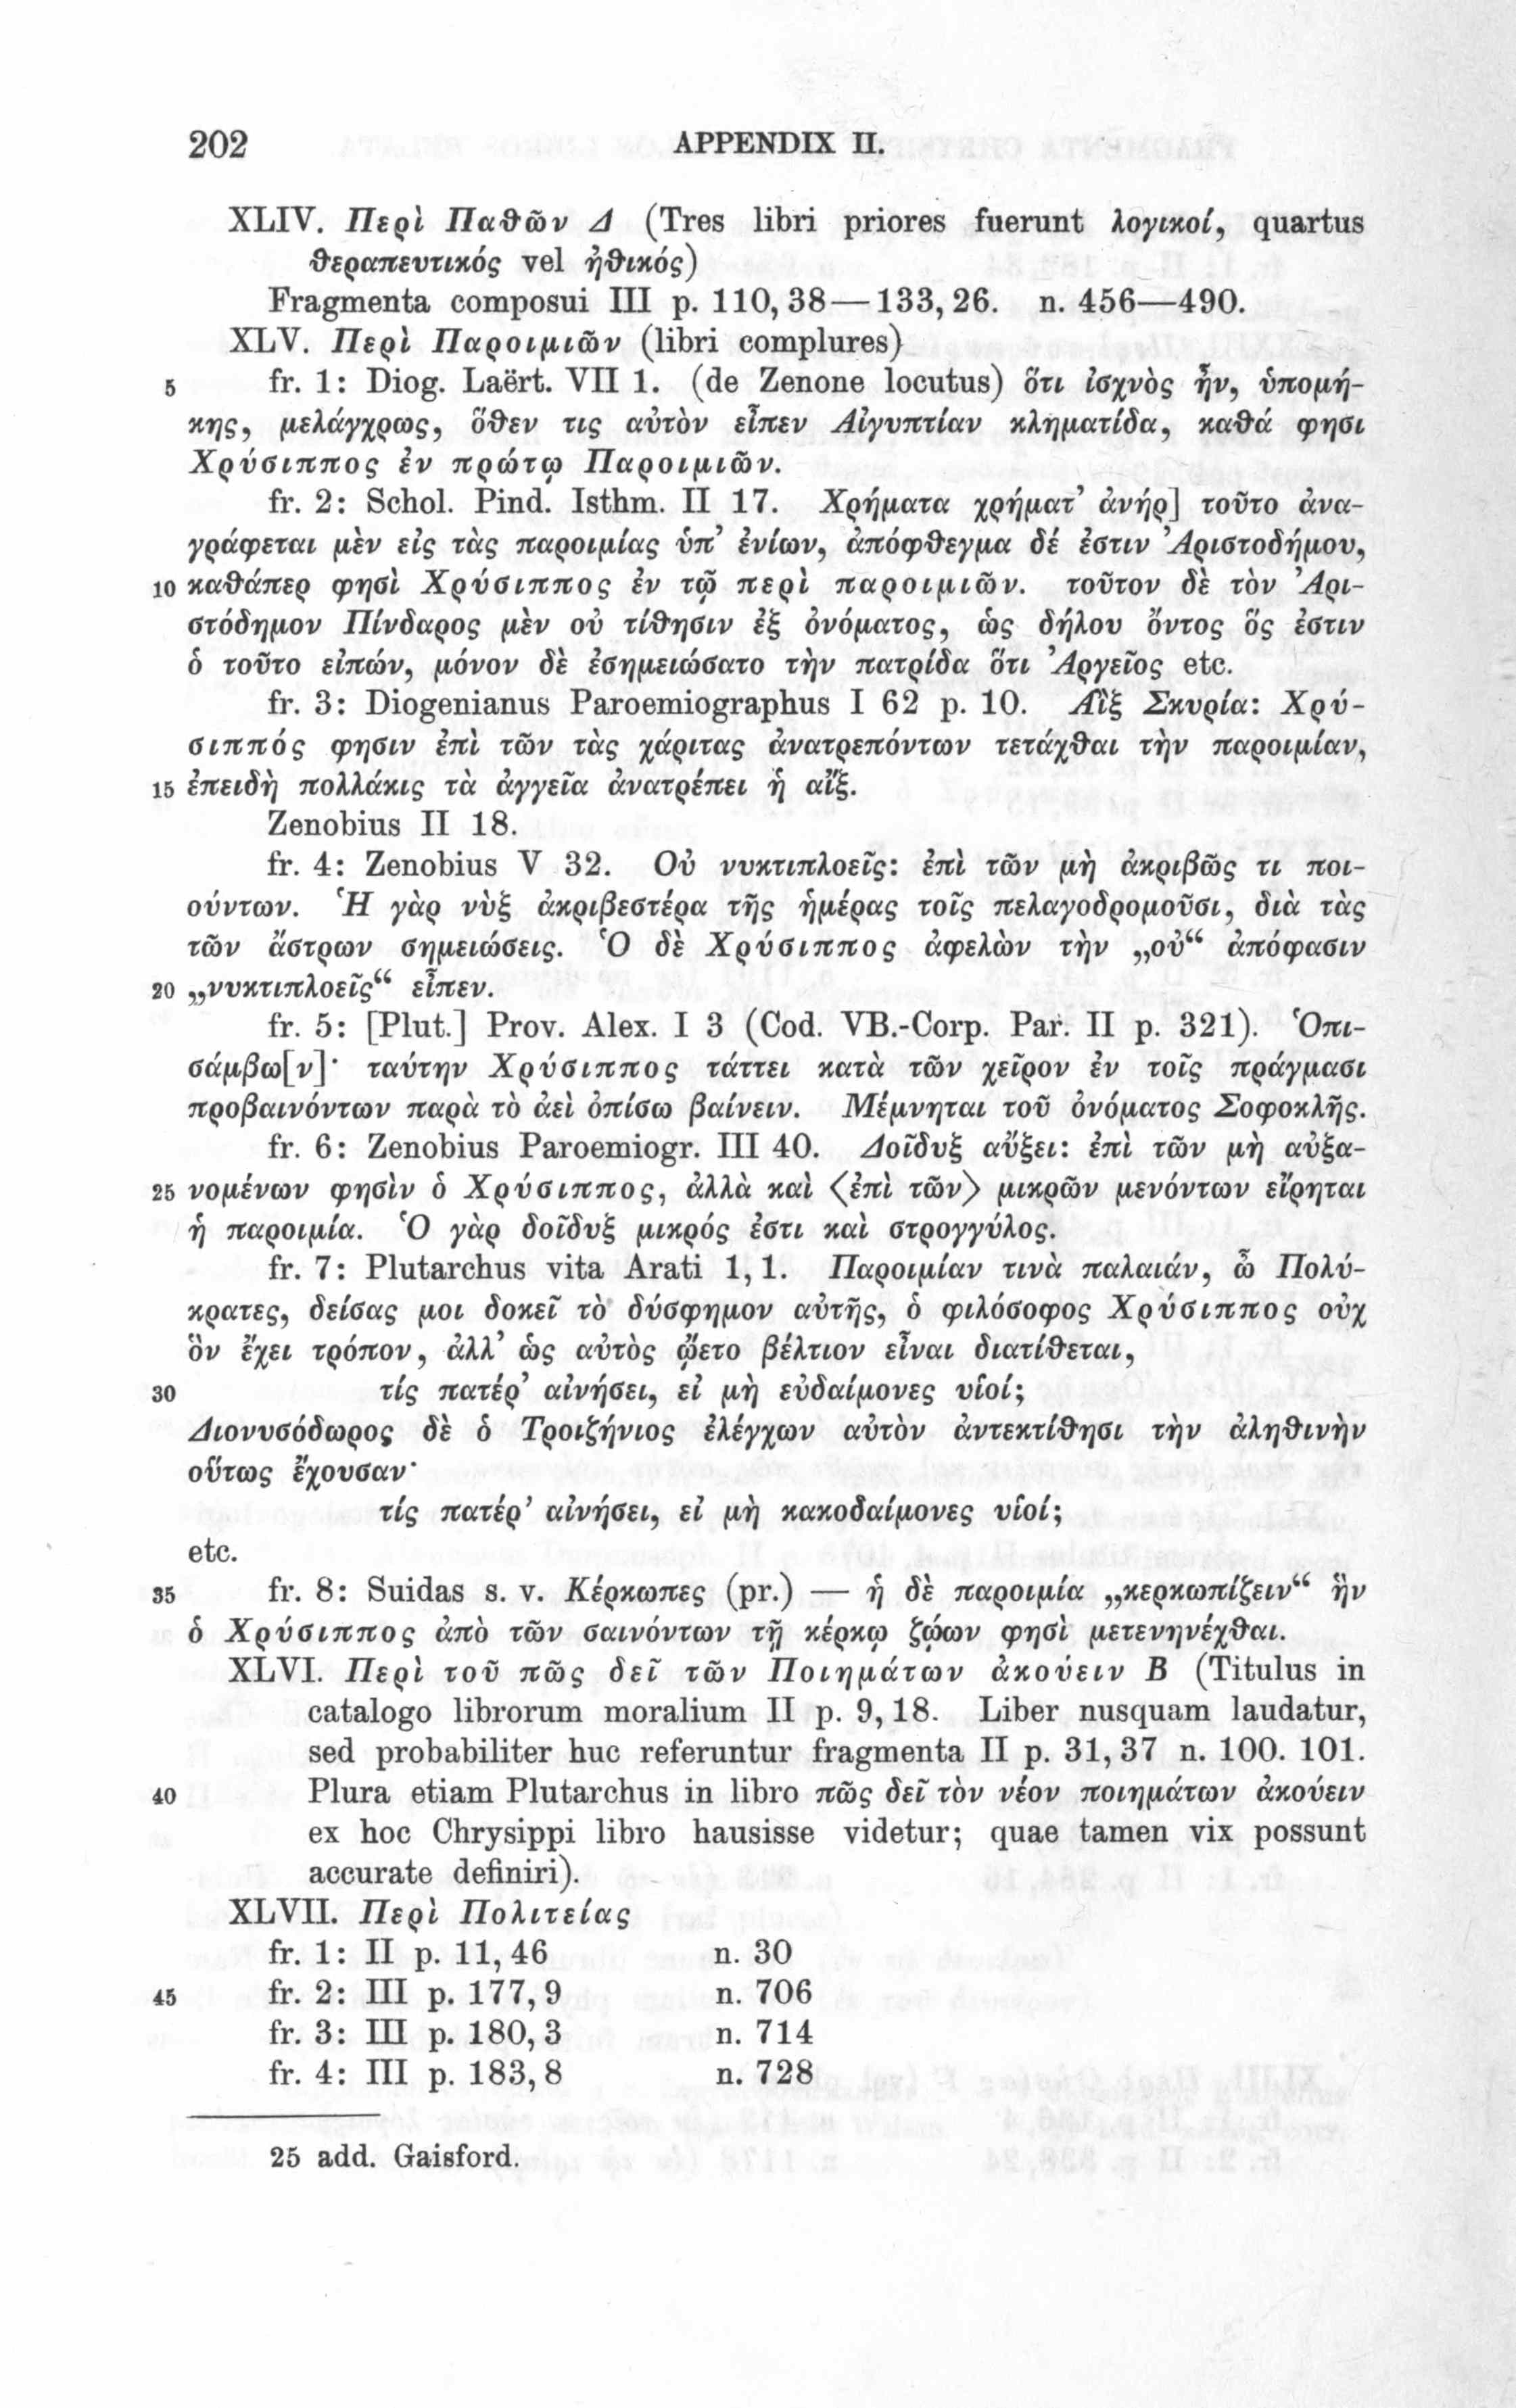 202 APPENDIX II.
XLIV. Περὶ Παθῶν Δ (Tres libri priores fuerunt λογικοί, quartus
θεραπευτικός vel ἠθικός)
Fragmenta composui III p. 110, 38—133, 26. n. 456—490.
XLV. Περὶ Παροιμιῶν (libri complures)
5 fr. 1: Diog. Laërt. VII 1. (de Zenone locutus) ὅτι ἰσχνὸς ἦν, ὑπομή-
κης, μελάγχρως, ὅθεν τις αὐτὸν εἶπεν Αἰγυπτίαν κληματίδα, καθά φησι
Χρύσιππος ἐν πρώτῳ Παροιμιῶν.
fr. 2: Schol. Pind. Isthm. II 17. Χρήματα χρήματ’ ἀνήρ] τοῦτο ἀνα-
γράφεται μὲν εἰς τὰς παροιμίας ὑπ’ ἐνίων, ἀπόφθεγμα δέ ἐστιν Ἀριστοδήμου,
10 καθάπερ φησὶ Χρύσιππος ἐν τῷ περὶ παροιμιῶν. τοῦτον δὲ τὸν Ἀρι-
στόδημον Πίνδαρος μὲν οὐ τίθησιν ἐξ ὀνόματος, ὡς δήλου ὄντος ὅς ἐστιν
ὁ τοῦτο εἰπών, μόνον δὲ ἐσημειώσατο τὴν πατρίδα ὅτι Ἀργεῖος etc.
fr. 3: Diogenianus Paroemiographus I 62 p. 10. Αἲξ Σκυρία: Χρύ-
σιππός φησιν ἐπὶ τῶν τὰς χάριτας ἀνατρεπόντων τετάχθαι τὴν παροιμίαν,
15 ἐπειδὴ πολλάκις τὰ ἀγγεῖα ἀνατρέπει ἡ αἴξ.
Zenobius II 18.
fr. 4: Zenobius V 32. Οὐ νυκτιπλοεῖς: ἐπὶ τῶν μὴ ἀκριβῶς τι ποι-
ούντων. Ἡ γὰρ νὺξ ἀκριβεστέρα τῆς ἡμέρας τοῖς πελαγοδρομοῦσι, διὰ τὰς
τῶν ἄστρων σημειώσεις. Ὁ δὲ Χρύσιππος ἀφελὼν τὴν „οὐ“ ἀπόφασιν
20 „νυκτιπλοεῖς“ εἶπεν.
fr. 5: [Plut.] Prov. Alex. I 3 (Cod. VB.-Corp. Par. II p. 321). Ὀπι-
σάμβω[ν]· ταύτην Χρύσιππος τάττει κατὰ τῶν χεῖρον ἐν τοῖς πράγμασι
προβαινόντων παρὰ τὸ ἀεὶ ὀπίσω βαίνειν. Μέμνηται τοῦ ὀνόματος Σοφοκλῆς.
fr. 6: Zenobius Paroemiogr. III 40. Δοῖδυξ αὔξει: ἐπὶ τῶν μὴ αὐξα-
25 νομένων φησὶν ὁ Χρύσιππος, ἀλλὰ καὶ ⟨ἐπὶ τῶν⟩ μικρῶν μενόντων εἴρηται
ἡ παροιμία. Ὁ γὰρ δοῖδυξ μικρός ἐστι καὶ στρογγύλος.
fr. 7: Plutarchus vita Arati 1, 1. Παροιμίαν τινὰ παλαιάν, ὦ Πολύ-
κρατες, δείσας μοι δοκεῖ τὸ δύσφημον αὐτῆς, ὁ φιλόσοφος Χρύσιππος οὐχ
ὃν ἔχει τρόπον, ἀλλ’ ὡς αὐτὸς ᾤετο βέλτιον εἶναι διατίθεται,
30 τίς πατέρ’ αἰνήσει, εἰ μὴ εὐδαίμονες υἱοί;
Διονυσόδωρος δὲ ὁ Τροιζήνιος ἐλέγχων αὐτὸν ἀντεκτίθησι τὴν ἀληθινὴν
οὕτως ἔχουσαν·
τίς πατέρ’ αἰνήσει, εἰ μὴ κακοδαίμονες υἱοί;
etc.
35 fr. 8: Suidas s. v. Κέρκωπες (pr.) — ἡ δὲ παροιμία „κερκωπίζειν“ ἣν
ὁ Χρύσιππος ἀπὸ τῶν σαινόντων τῇ κέρκῳ ζῴων φησὶ μετενηνέχθαι.
XLVI. Περὶ τοῦ πῶς δεῖ τῶν Ποιημάτων ἀκούειν Β (Titulus in
catalogo librorum moralium II p. 9, 18. Liber nusquam laudatur,
sed probabiliter huc referuntur fragmenta II p. 31, 37 n. 100. 101.
40 Plura etiam Plutarchus in libro πῶς δεῖ τὸν νέον ποιημάτων ἀκούειν
ex hoc Chrysippi libro hausisse videtur; quae tamen vix possunt
accurate definiri).
XLVII. Περὶ Πολιτείας
fr. 1: II p. 11, 46 n. 30
45 fr. 2: III p. 177, 9 n. 706
fr. 3: III p. 180, 3 n. 714
fr. 4: III p. 183, 8 n. 728
25 add. Gaisford.